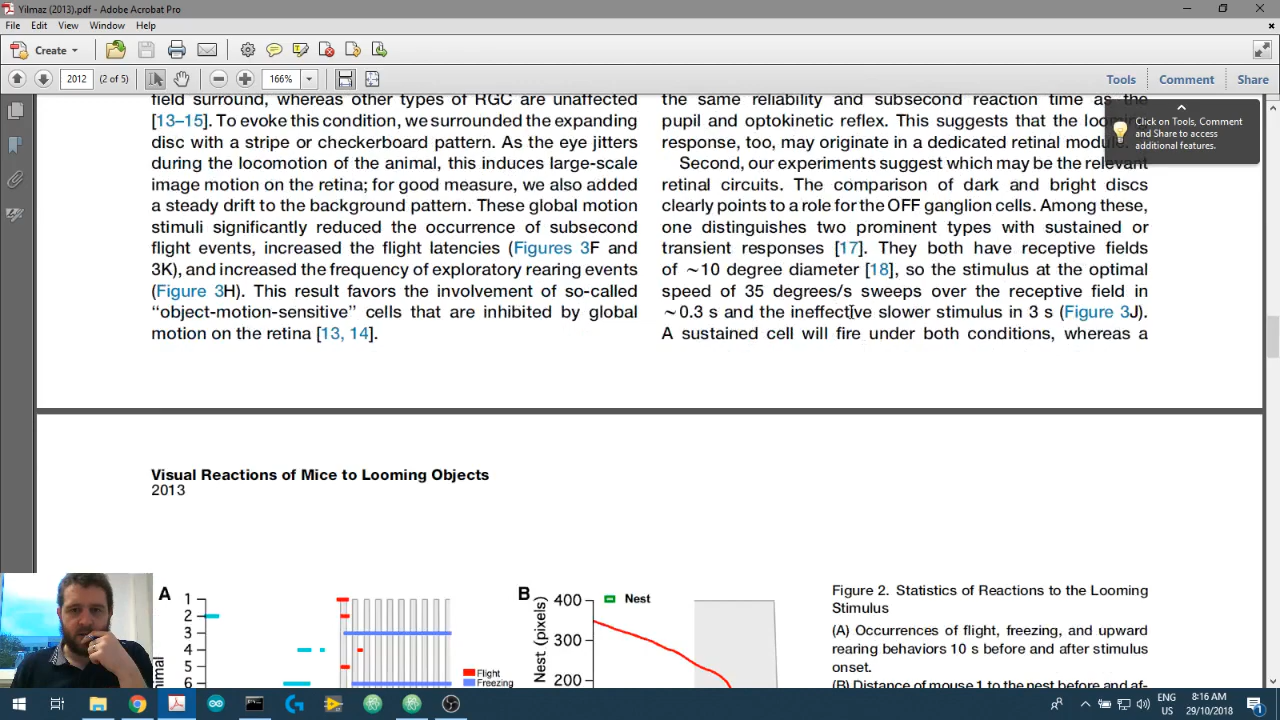 Yilmaz (2013).pdf - Adobe Acrobat Pro
File Edit View Window Help
Create
2012 (2 of 5) 166% Tools Comment Share
Click on Tools, Comment
and Share to access
additional features.
field surround, whereas other types of RGC are unaffected
[13–15]. To evoke this condition, we surrounded the expanding
disc with a stripe or checkerboard pattern. As the eye jitters
during the locomotion of the animal, this induces large-scale
image motion on the retina; for good measure, we also added
a steady drift to the background pattern. These global motion
stimuli significantly reduced the occurrence of subsecond
flight events, increased the flight latencies (Figures 3F and
3K), and increased the frequency of exploratory rearing events
(Figure 3H). This result favors the involvement of so-called
‘‘object-motion-sensitive’’ cells that are inhibited by global
motion on the retina [13, 14].
the same reliability and subsecond reaction time as the
pupil and optokinetic reflex. This suggests that the
response, too, may originate in a dedicated retinal
Second, our experiments suggest which may be the relevant
retinal circuits. The comparison of dark and bright discs
clearly points to a role for the OFF ganglion cells. Among these,
one distinguishes two prominent types with sustained or
transient responses [17]. They both have receptive fields
of ~10 degree diameter [18], so the stimulus at the optimal
speed of 35 degrees/s sweeps over the receptive field in
~0.3 s and the ineffective slower stimulus in 3 s (Figure 3J).
A sustained cell will fire under both conditions, whereas a
Visual Reactions of Mice to Looming Objects
2013
A
1
2
3
4
5
6
Flight
Freezing
B
Nest (pixels)
400
300
200
Nest
Figure 2. Statistics of Reactions to the Looming
Stimulus
(A) Occurrences of flight, freezing, and upward
rearing behaviors 10 s before and after stimulus
onset.
(B) Distance of mouse 1 to the nest before and af-
ENG
US
8:16 AM
29/10/2018